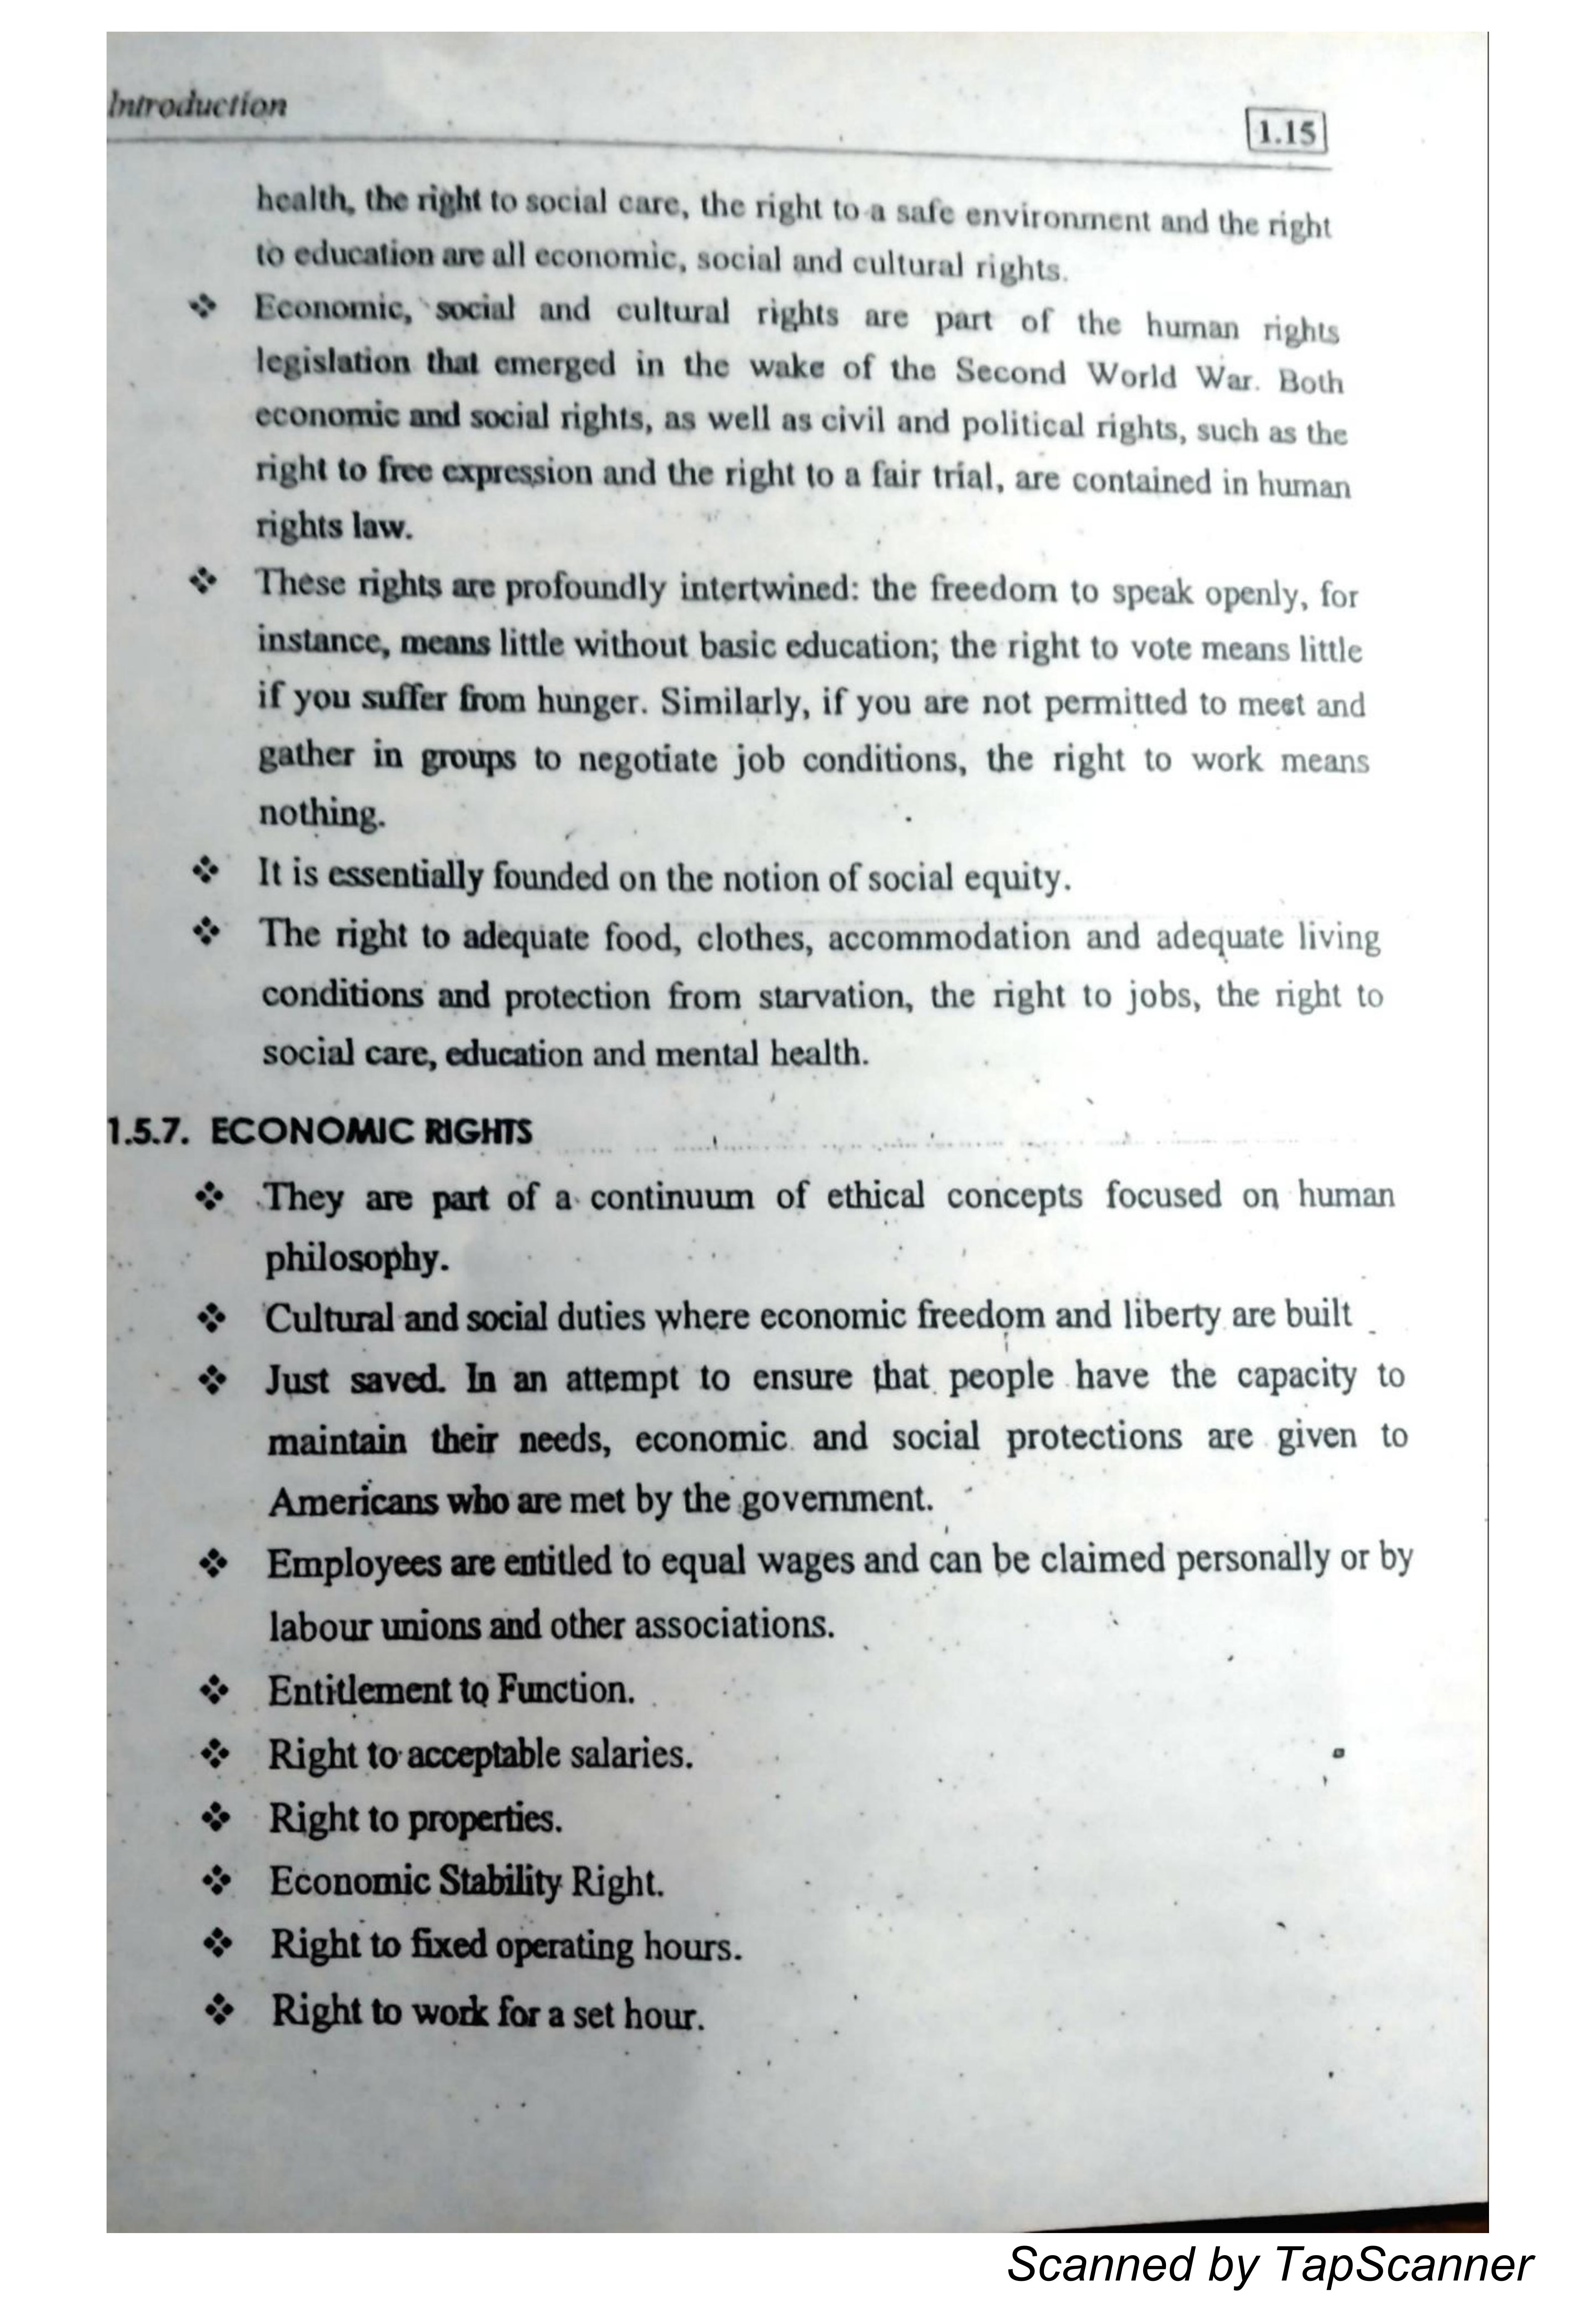 Introduction
1.15
health, the right to social care, the right to a safe environment and the right
to education are all economic, social and cultural rights.
❖ Economic, social and cultural rights are part of the human rights
legislation that emerged in the wake of the Second World War. Both
economic and social rights, as well as civil and political rights, such as the
right to free expression and the right to a fair trial, are contained in human
rights law.
❖ These rights are profoundly intertwined: the freedom to speak openly, for
instance, means little without basic education; the right to vote means little
if you suffer from hunger. Similarly, if you are not permitted to meet and
gather in groups to negotiate job conditions, the right to work means
nothing.
❖ It is essentially founded on the notion of social equity.
❖ The right to adequate food, clothes, accommodation and adequate living
conditions and protection from starvation, the right to jobs, the right to
social care, education and mental health.
1.5.7. ECONOMIC RIGHTS
❖ They are part of a continuum of ethical concepts focused on human
philosophy.
❖ Cultural and social duties where economic freedom and liberty are built
❖ Just saved. In an attempt to ensure that people have the capacity to
maintain their needs, economic and social protections are given to
Americans who are met by the government.
❖ Employees are entitled to equal wages and can be claimed personally or by
labour unions and other associations.
❖ Entitlement to Function.
❖ Right to acceptable salaries.
❖ Right to properties.
❖ Economic Stability Right.
❖ Right to fixed operating hours.
❖ Right to work for a set hour.
Scanned by TapScanner